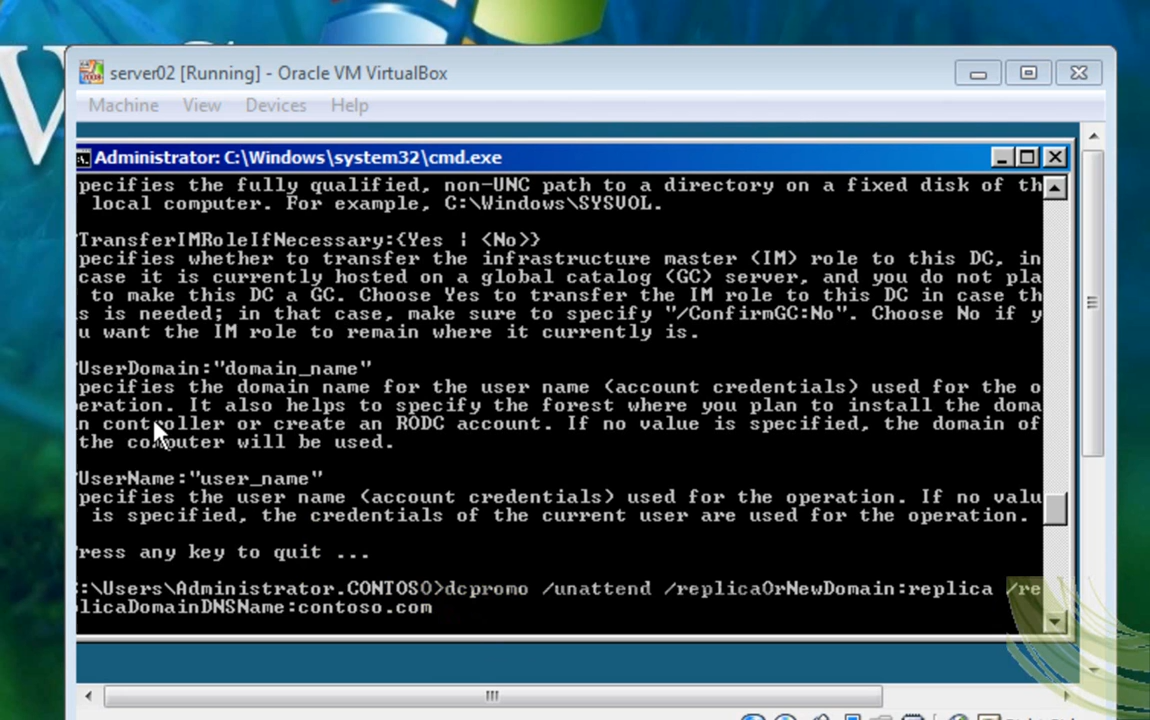 server02 [Running] - Oracle VM VirtualBox
Machine View Devices Help
Administrator: C:\Windows\system32\cmd.exe
pecifies the fully qualified, non-UNC path to a directory on a fixed disk of th
local computer. For example, C:\Windows\SYSVOL.
TransferIMRoleIfNecessary:{Yes | <No>}
pecifies whether to transfer the infrastructure master (IM) role to this DC, in
case it is currently hosted on a global catalog (GC) server, and you do not pla
to make this DC a GC. Choose Yes to transfer the IM role to this DC in case th
s is needed; in that case, make sure to specify "/ConfirmGC:No". Choose No if y
u want the IM role to remain where it currently is.
UserDomain:"domain_name"
pecifies the domain name for the user name (account credentials) used for the o
eration. It also helps to specify the forest where you plan to install the doma
n controller or create an RODC account. If no value is specified, the domain of
the computer will be used.
UserName:"user_name"
pecifies the user name (account credentials) used for the operation. If no valu
is specified, the credentials of the current user are used for the operation.
ress any key to quit ...
:\Users\Administrator.CONTOSO>dcpromo /unattend /replicaOrNewDomain:replica /re
licaDomainDNSName:contoso.com